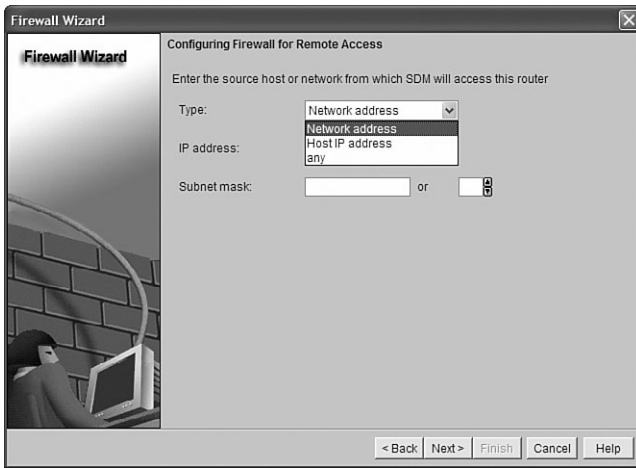 Firewall Wizard
Firewall Wizard
Configuring Firewall for Remote Access
Enter the source host or network from which SDM will access this router
Type:
Network address
Network address
Host IP address
any
IP address:
Subnet mask:
or
< Back
Next >
Finish
Cancel
Help